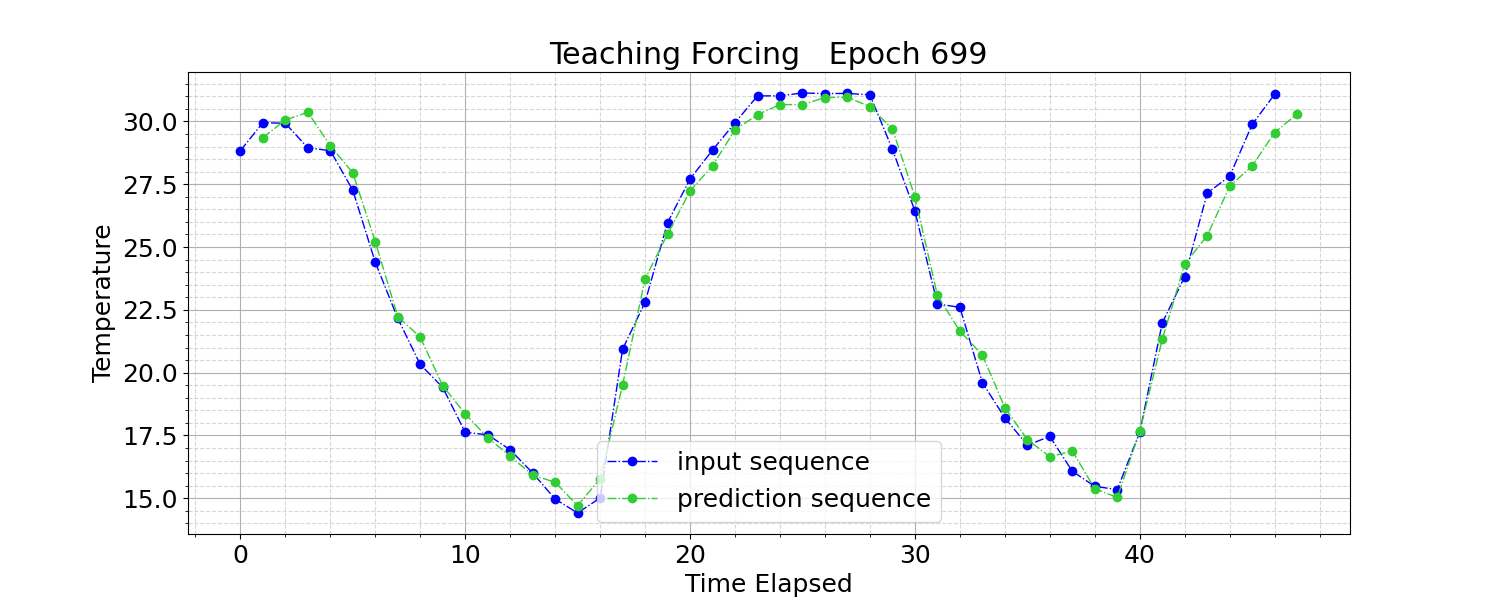 Teaching Forcing   Epoch 699
Temperature
30.0
27.5
25.0
22.5
20.0
17.5
15.0
input sequence
prediction sequence
0 10 20 30 40
Time Elapsed